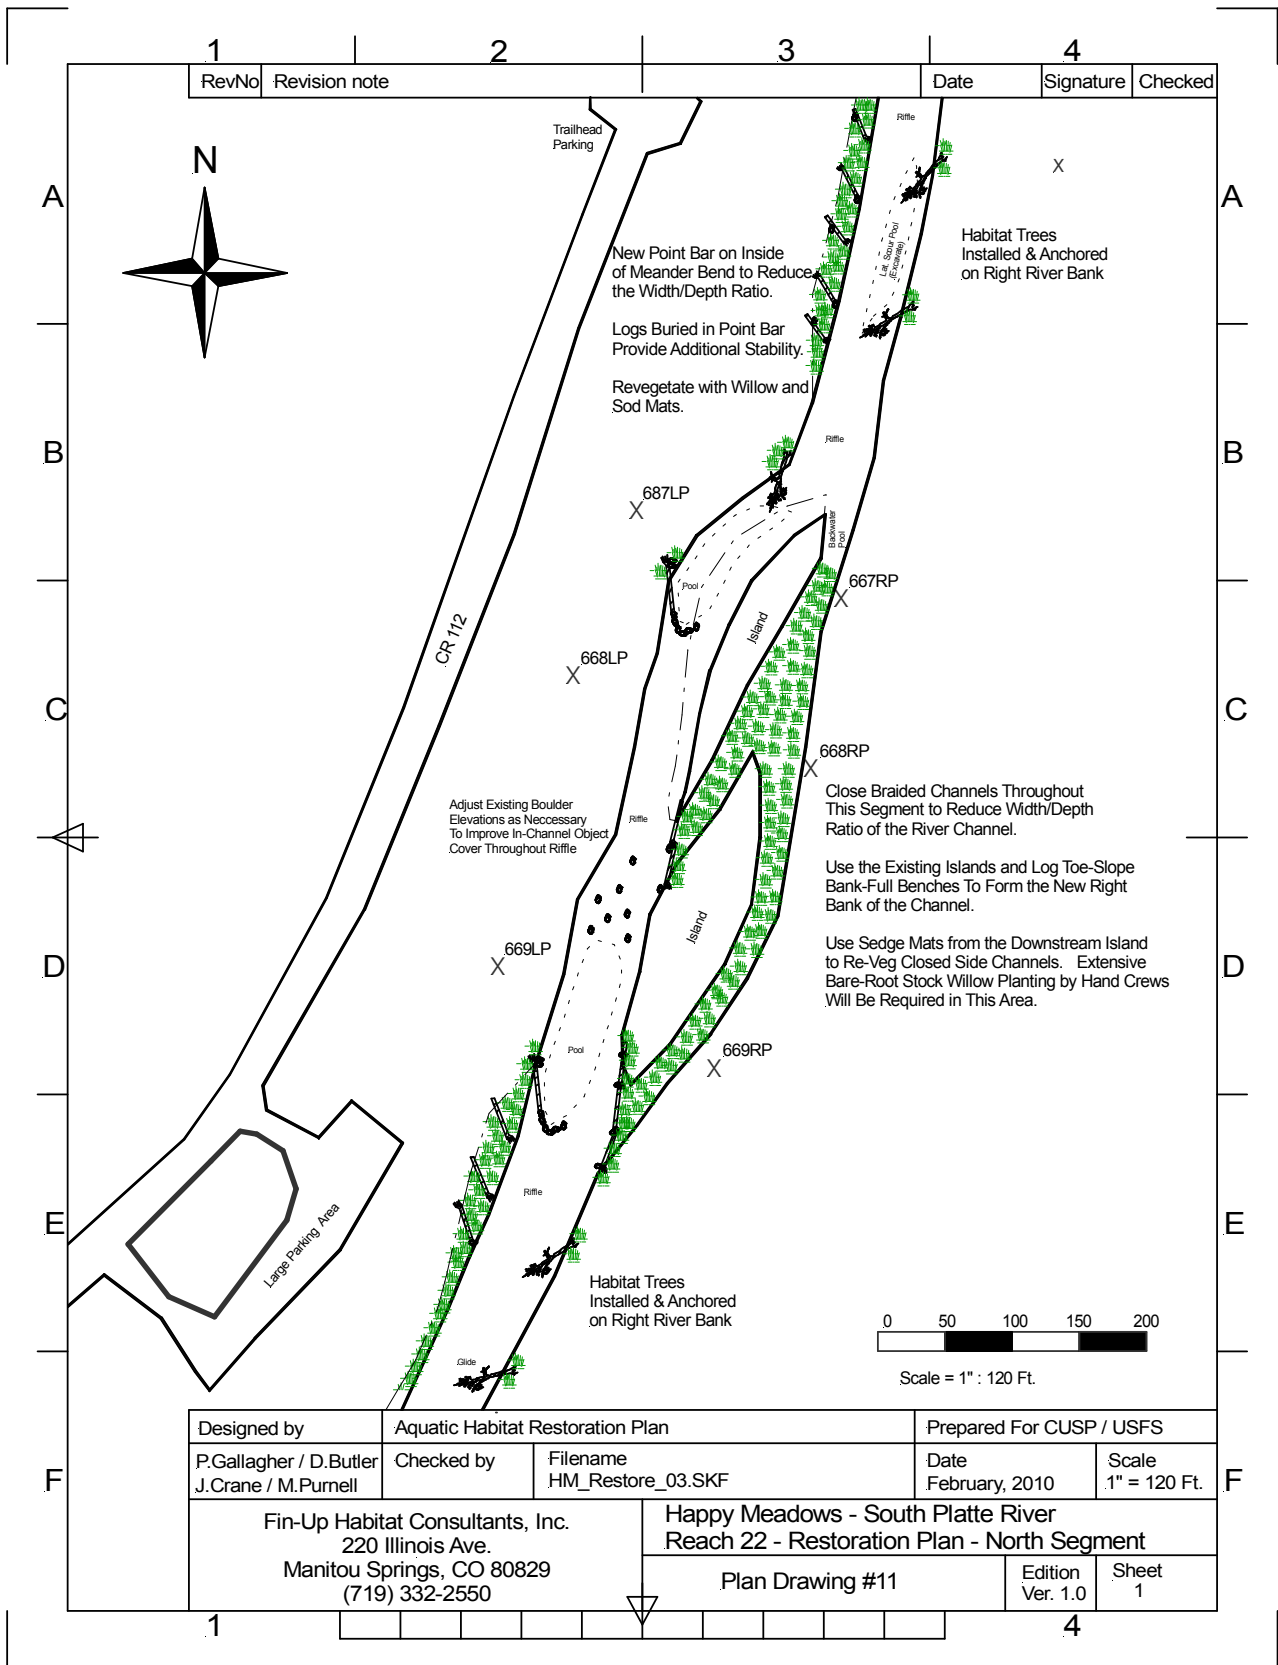 1 2 3 4
RevNo Revision note Date Signature Checked
Trailhead
Parking
Riffle
N
X
A A
Habitat Trees
Installed & Anchored
on Right River Bank
Lat. Scour Pool
(Excavate)
New Point Bar on Inside
of Meander Bend to Reduce
the Width/Depth Ratio.
Logs Buried in Point Bar
Provide Additional Stability.
Revegetate with Willow and
Sod Mats.
Riffle
B B
X 687LP
Backwater
Pool
X 667RP
Pool
Island
CR 112
X 668LP
C C
X 668RP
Close Braided Channels Throughout
This Segment to Reduce Width/Depth
Ratio of the River Channel.
Adjust Existing Boulder
Elevations as Neccessary
To Improve In-Channel Object
Cover Throughout Riffle
Riffle
Use the Existing Islands and Log Toe-Slope
Bank-Full Benches To Form the New Right
Bank of the Channel.
Island
X 669LP
Use Sedge Mats from the Downstream Island
to Re-Veg Closed Side Channels. Extensive
Bare-Root Stock Willow Planting by Hand Crews
Will Be Required in This Area.
D D
Pool
X 669RP
Riffle
E E
Large Parking Area
Habitat Trees
Installed & Anchored
on Right River Bank
0 50 100 150 200
Glide
Scale = 1" : 120 Ft.
Designed by Aquatic Habitat Restoration Plan Prepared For CUSP / USFS
P.Gallagher / D.Butler
J.Crane / M.Purnell
Checked by
Filename
HM_Restore_03.SKF
Date
February, 2010
Scale
1" = 120 Ft.
F F
Fin-Up Habitat Consultants, Inc.
220 Illinois Ave.
Manitou Springs, CO 80829
(719) 332-2550
Happy Meadows - South Platte River
Reach 22 - Restoration Plan - North Segment
Plan Drawing #11
Edition
Ver. 1.0
Sheet
1
1 4